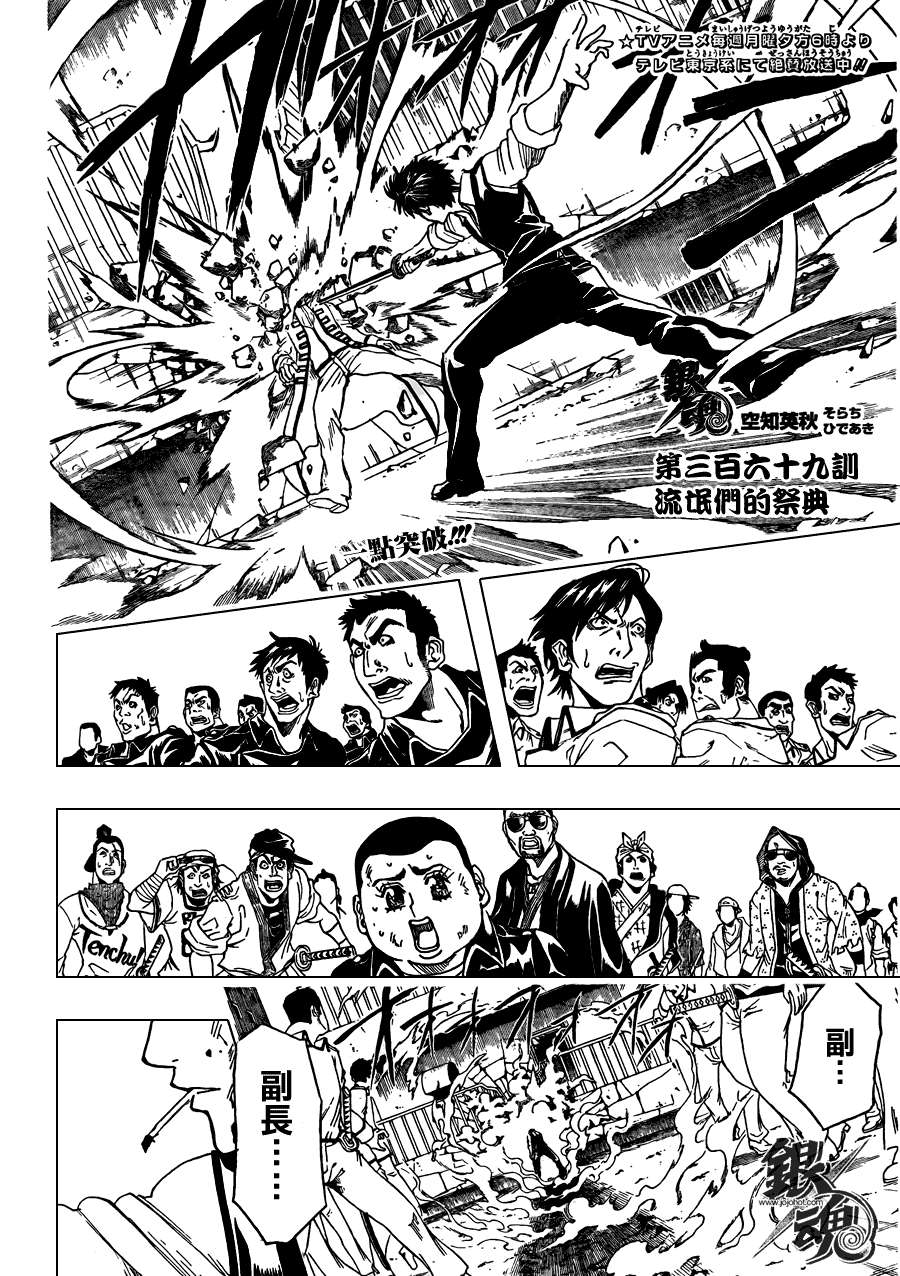 ★TVアニメ毎週月曜夕方6時より
テレビ東京系にて絶賛放送中!!
銀魂
空知英秋
そらち
ひであき
第三百六十九訓
流氓們的祭典
一點突破!!!
Tenchu!
副…
副長……
銀魂
www.jojohot.com